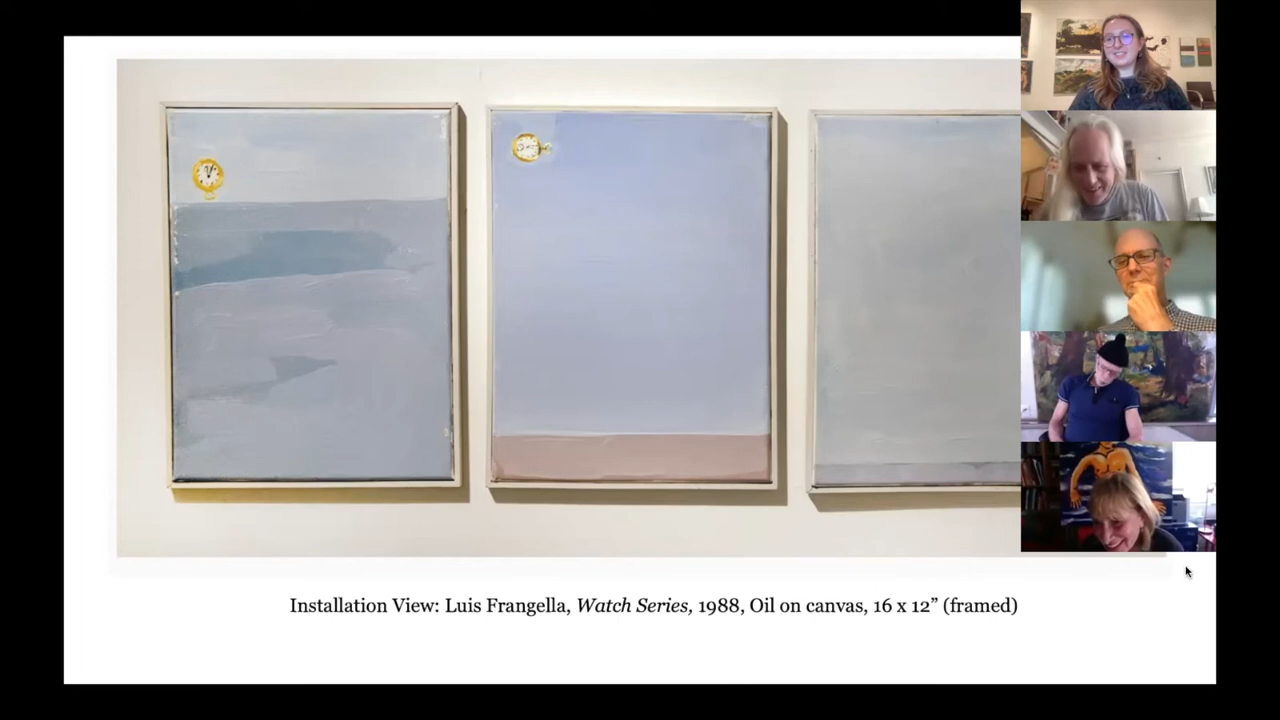 Installation View: Luis Frangella, Watch Series, 1988, Oil on canvas, 16 x 12” (framed)